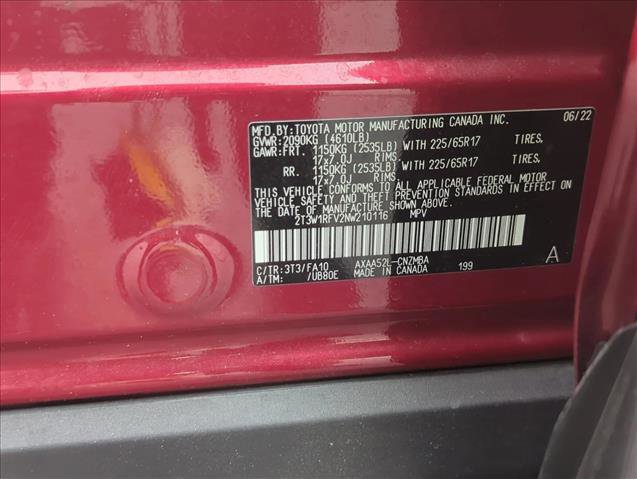 MFD.BY:TOYOTA MOTOR MANUFACTURING CANADA INC. 06/22
GVWR:2090KG (4610LB)
GAWR:FRT. 1150KG (2535LB) WITH 225/65R17 TIRES,
17x7.0J RIMS,
RR. 1150KG (2535LB) WITH 225/65R17 TIRES,
17x7.0J RIMS.
THIS VEHICLE CONFORMS TO ALL APPLICABLE FEDERAL MOTOR
VEHICLE SAFETY AND THEFT PREVENTION STANDARDS IN EFFECT
ON THE DATE OF MANUFACTURE SHOWN ABOVE.
2T3W1RFV2NW210116 MPV
C/TR:3T3/FA10 AXAA52L-CNZMBA 199 A
A/TM: /UB80E MADE IN CANADA